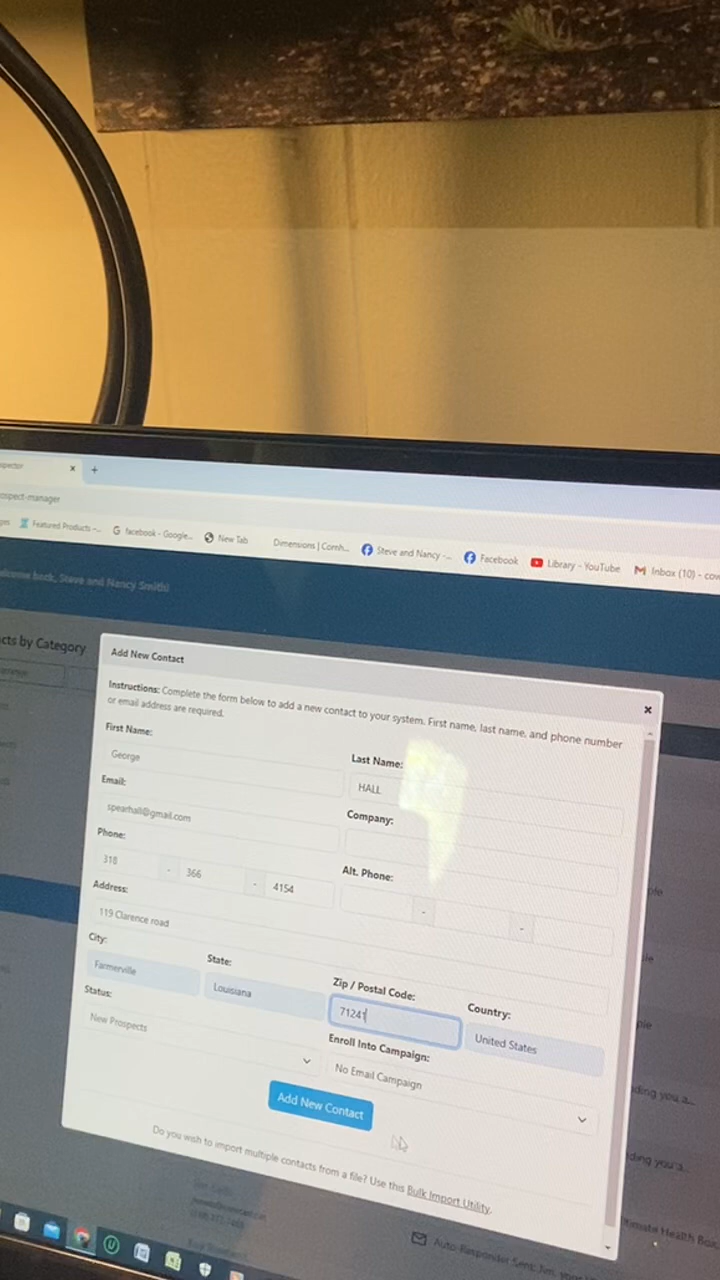 ospect-manager
Featured Products -...
facebook - Google...
New Tab
Dimensions | Cornh...
Steve and Nancy -...
Facebook
Library - YouTube
Inbox (10) - cow
elcome back, Steve and Nancy Smith!
cts by Category
Add New Contact
Instructions: Complete the form below to add a new contact to your system. First name, last name, and phone number
or email address are required.
First Name:
George
Last Name:
HALL
Email:
spearhall@gmail.com
Company:
Phone:
318 - 366 - 4154
Alt. Phone:
- -
Address:
119 Clarence road
City:
Farmerville
State:
Louisiana
Zip / Postal Code:
71241
Country:
United States
Status:
New Prospects
Enroll Into Campaign:
No Email Campaign
Add New Contact
Do you wish to import multiple contacts from a file? Use this Bulk Import Utility.
ding you a...
ding you a...
Auto-Responder Sent: